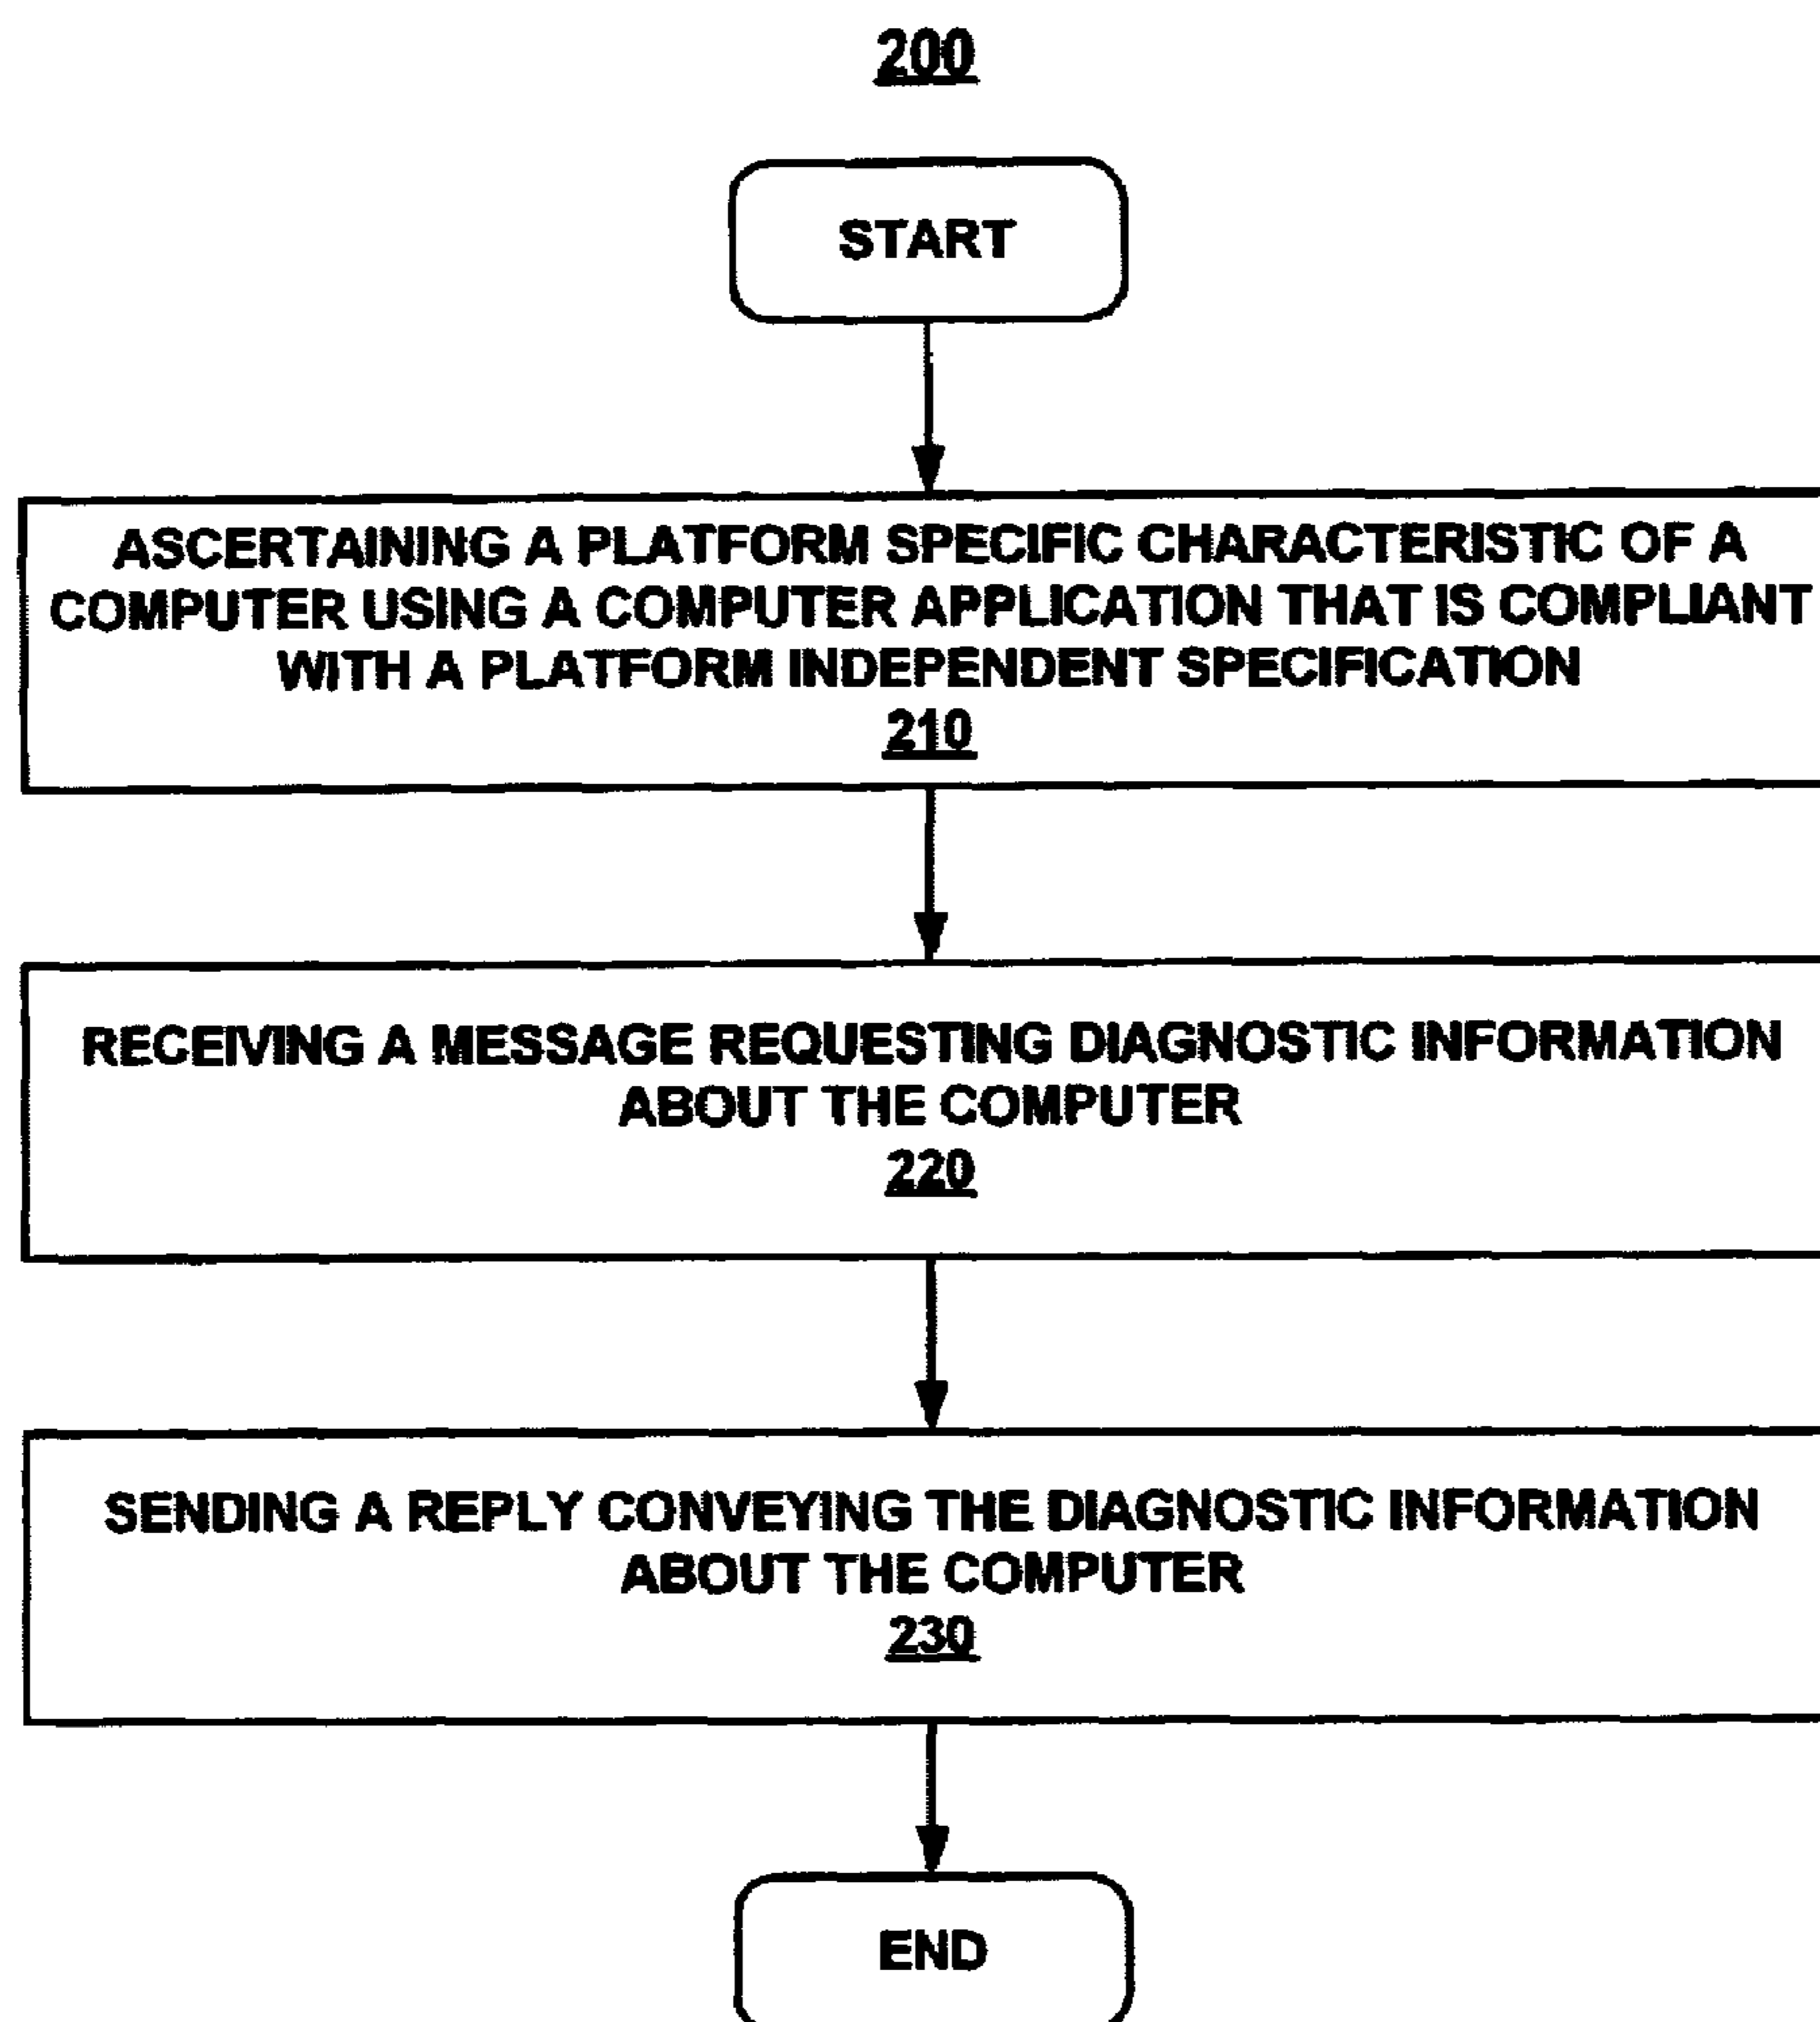 200
START
ASCERTAINING A PLATFORM SPECIFIC CHARACTERISTIC OF A
COMPUTER USING A COMPUTER APPLICATION THAT IS COMPLIANT
WITH A PLATFORM INDEPENDENT SPECIFICATION
210
RECEIVING A MESSAGE REQUESTING DIAGNOSTIC INFORMATION
ABOUT THE COMPUTER
220
SENDING A REPLY CONVEYING THE DIAGNOSTIC INFORMATION
ABOUT THE COMPUTER
230
END